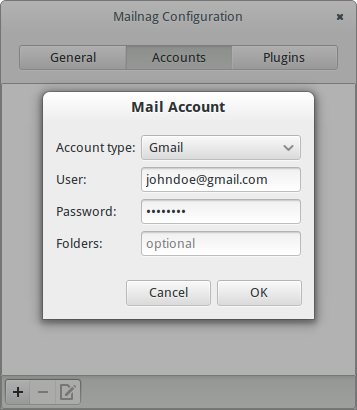 Mailnag Configuration
General Accounts Plugins
Mail Account
Account type: Gmail
User: johndoe@gmail.com
Password: ••••••••
Folders: optional
Cancel OK